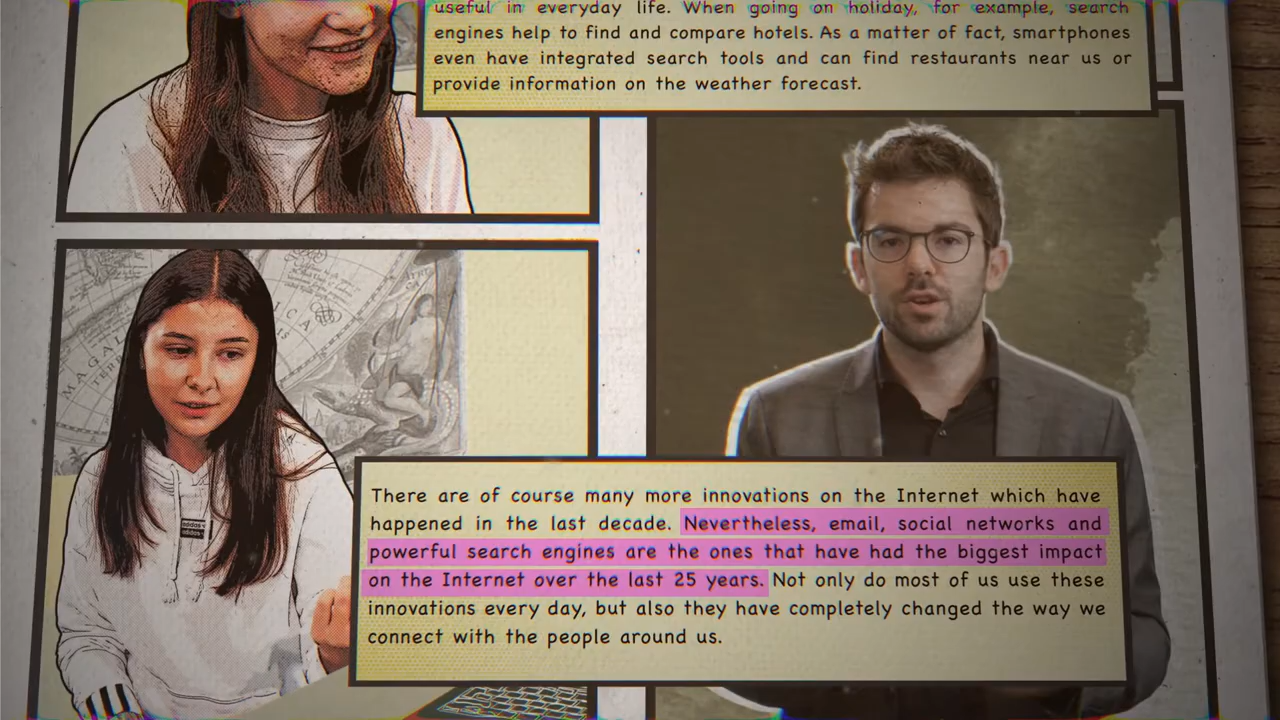 useful in everyday life. When going on holiday, for example, search
engines help to find and compare hotels. As a matter of fact, smartphones
even have integrated search tools and can find restaurants near us or
provide information on the weather forecast.
There are of course many more innovations on the Internet which have
happened in the last decade. Nevertheless, email, social networks and
powerful search engines are the ones that have had the biggest impact
on the Internet over the last 25 years. Not only do most of us use these
innovations every day, but also they have completely changed the way we
connect with the people around us.
adidas
adidas